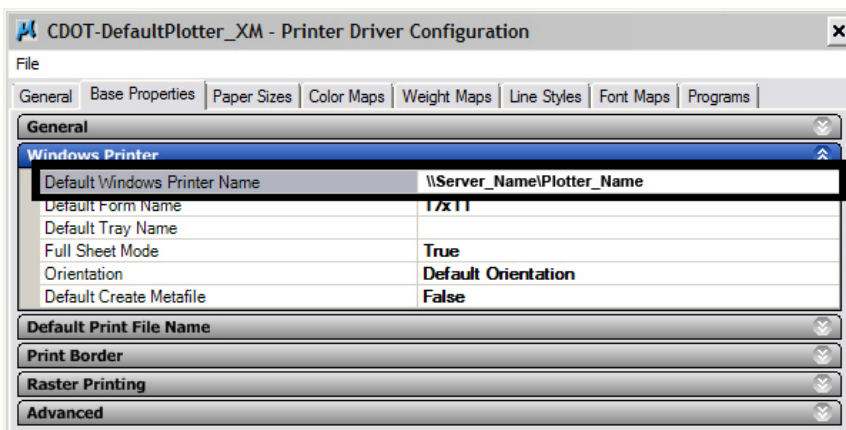 CDOT-DefaultPlotter_XM - Printer Driver Configuration
File
General Base Properties Paper Sizes Color Maps Weight Maps Line Styles Font Maps Programs
General
Windows Printer
Default Windows Printer Name \\Server_Name\Plotter_Name
Default Form Name 17x11
Default Tray Name
Full Sheet Mode True
Orientation Default Orientation
Default Create Metafile False
Default Print File Name
Print Border
Raster Printing
Advanced